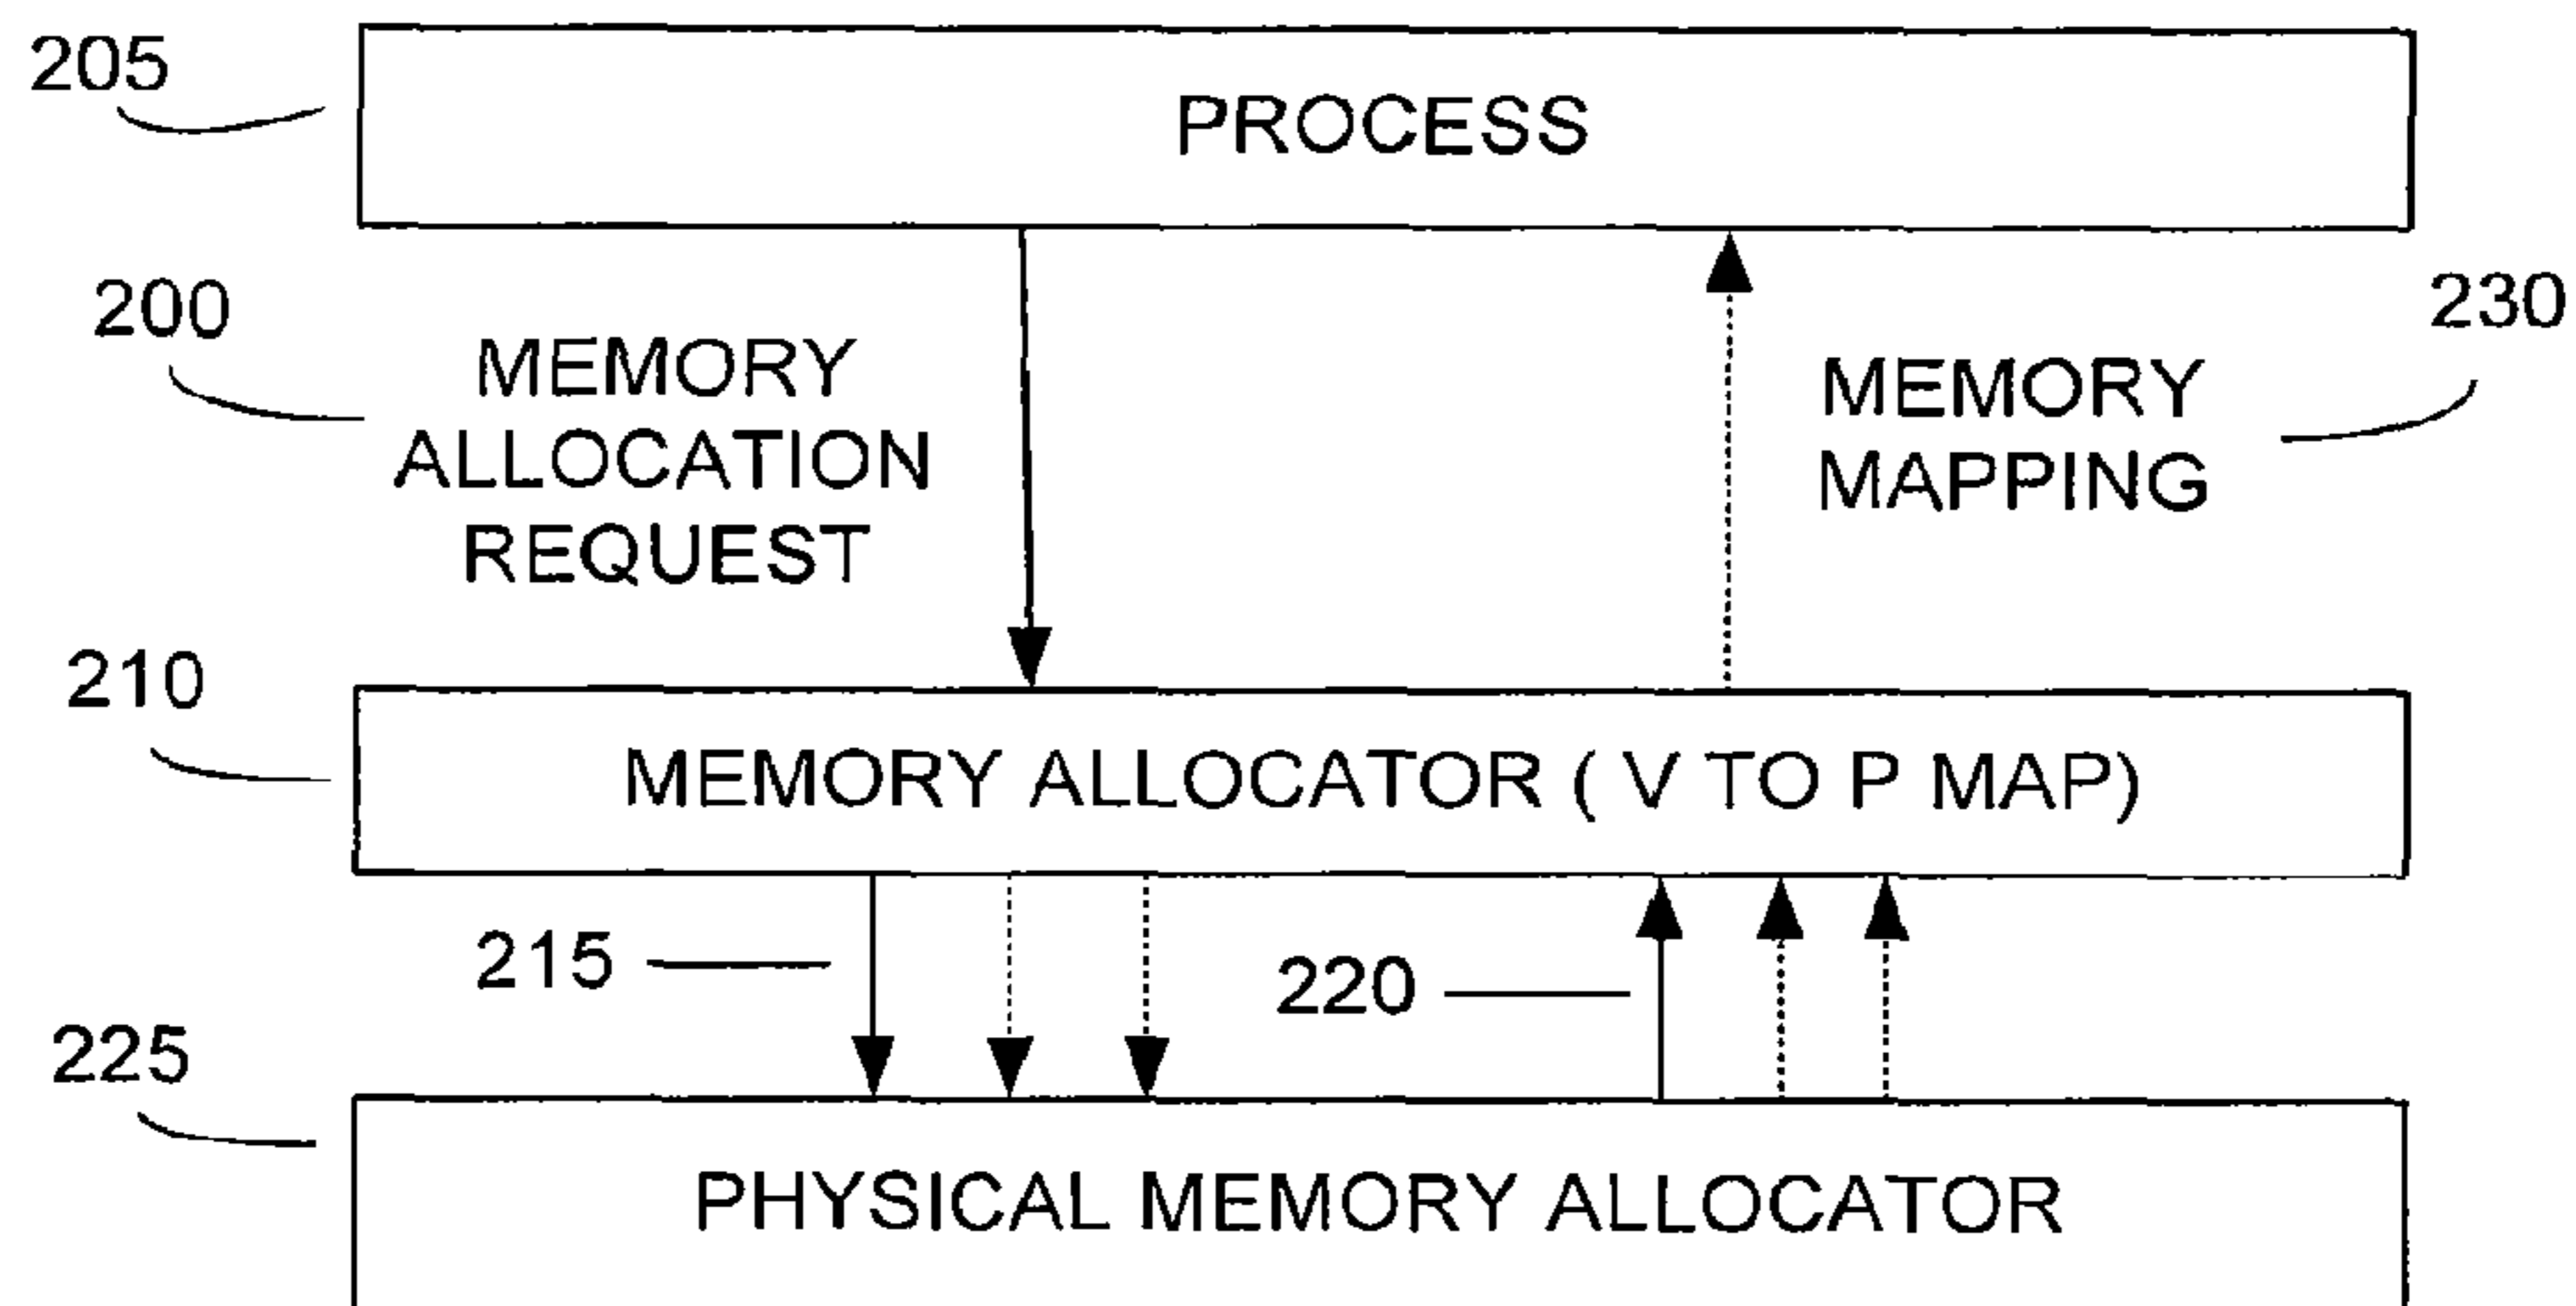 205
PROCESS
200
MEMORY
ALLOCATION
REQUEST
230
MEMORY
MAPPING
210
MEMORY ALLOCATOR ( V TO P MAP)
215
220
225
PHYSICAL MEMORY ALLOCATOR